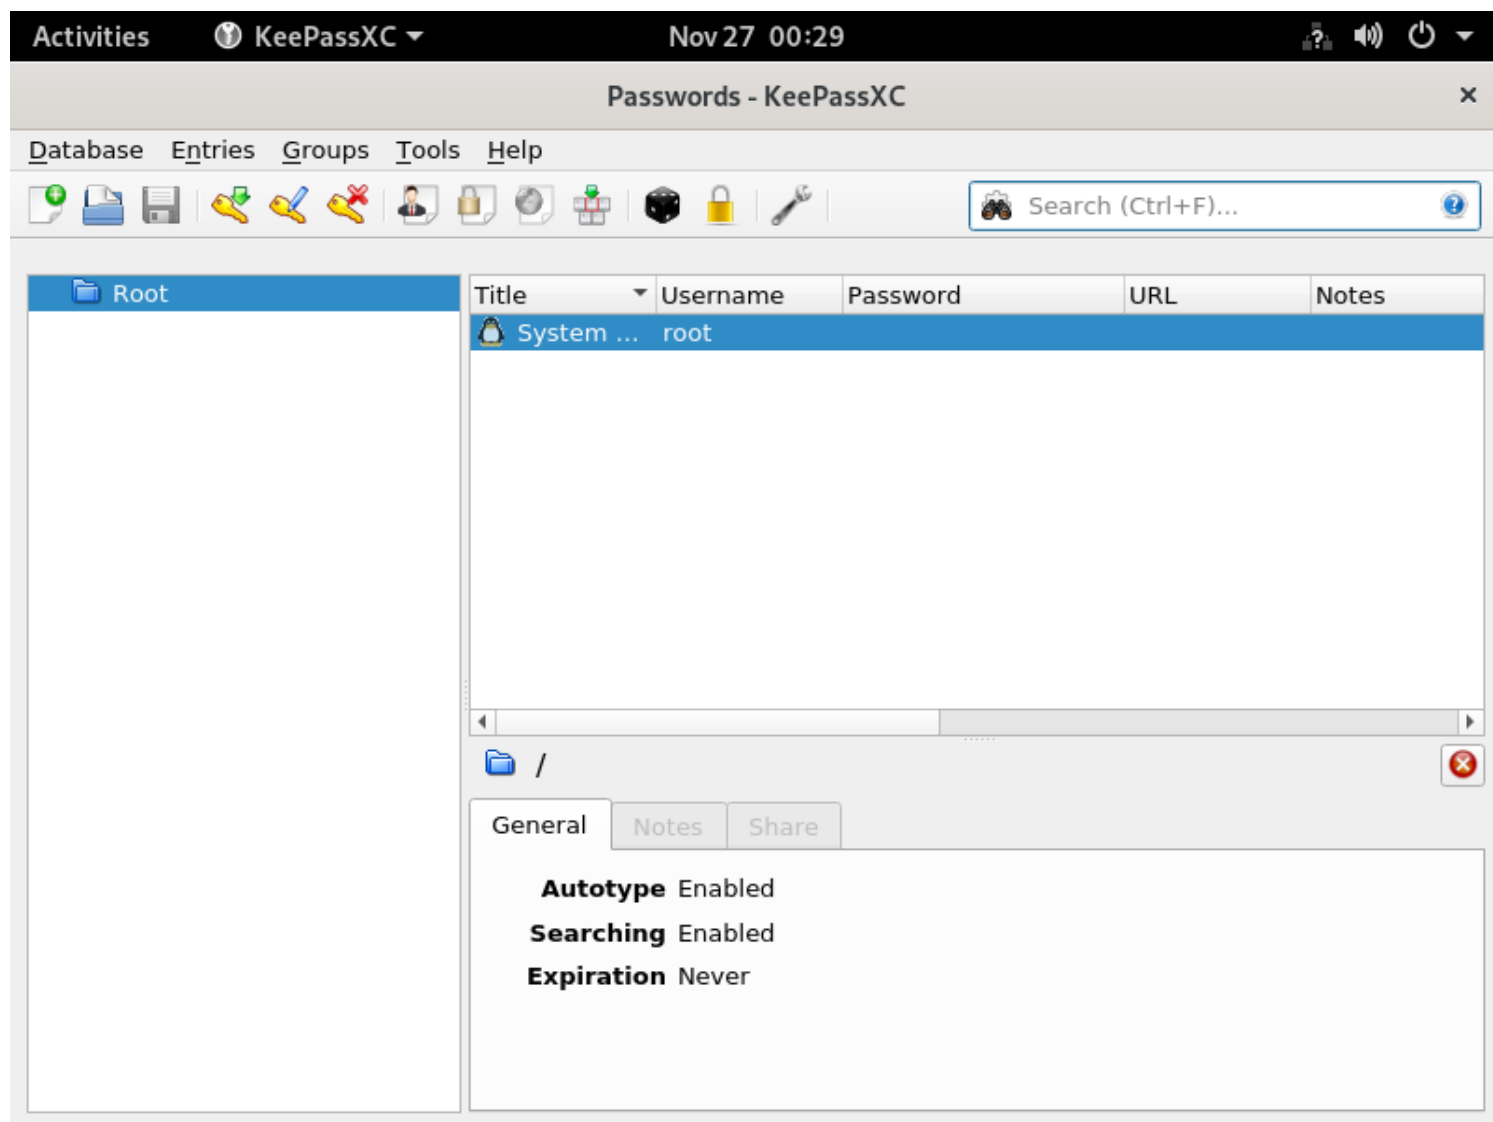 Activities KeePassXC Nov 27 00:29 ?
Passwords - KeePassXC ×
Database Entries Groups Tools Help
Search (Ctrl+F)... ?
Root
Title Username Password URL Notes
System ... root
/
General Notes Share
Autotype Enabled
Searching Enabled
Expiration Never